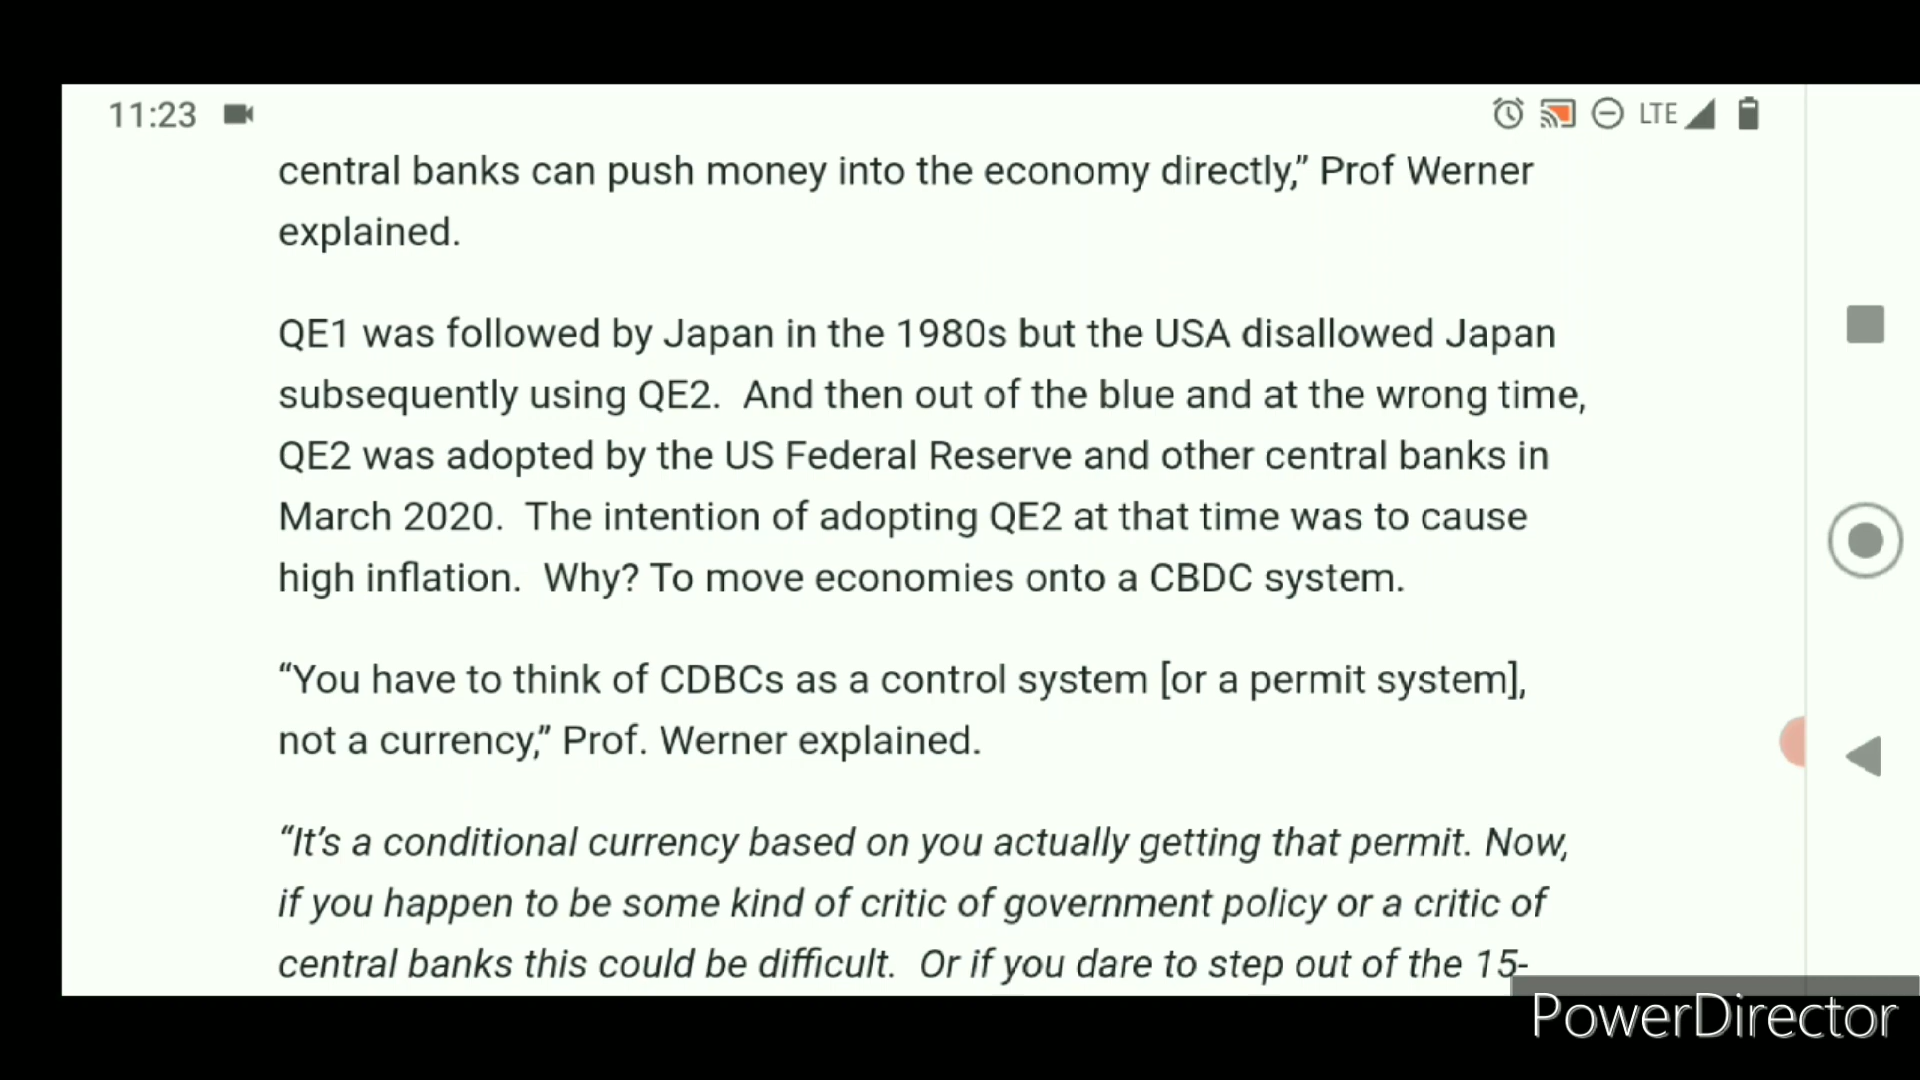 11:23
LTE
central banks can push money into the economy directly,” Prof Werner
explained.
QE1 was followed by Japan in the 1980s but the USA disallowed Japan
subsequently using QE2.  And then out of the blue and at the wrong time,
QE2 was adopted by the US Federal Reserve and other central banks in
March 2020.  The intention of adopting QE2 at that time was to cause
high inflation.  Why? To move economies onto a CBDC system.
“You have to think of CDBCs as a control system [or a permit system],
not a currency,” Prof. Werner explained.
“It’s a conditional currency based on you actually getting that permit. Now,
if you happen to be some kind of critic of government policy or a critic of
central banks this could be difficult.  Or if you dare to step out of the 15-
PowerDirector